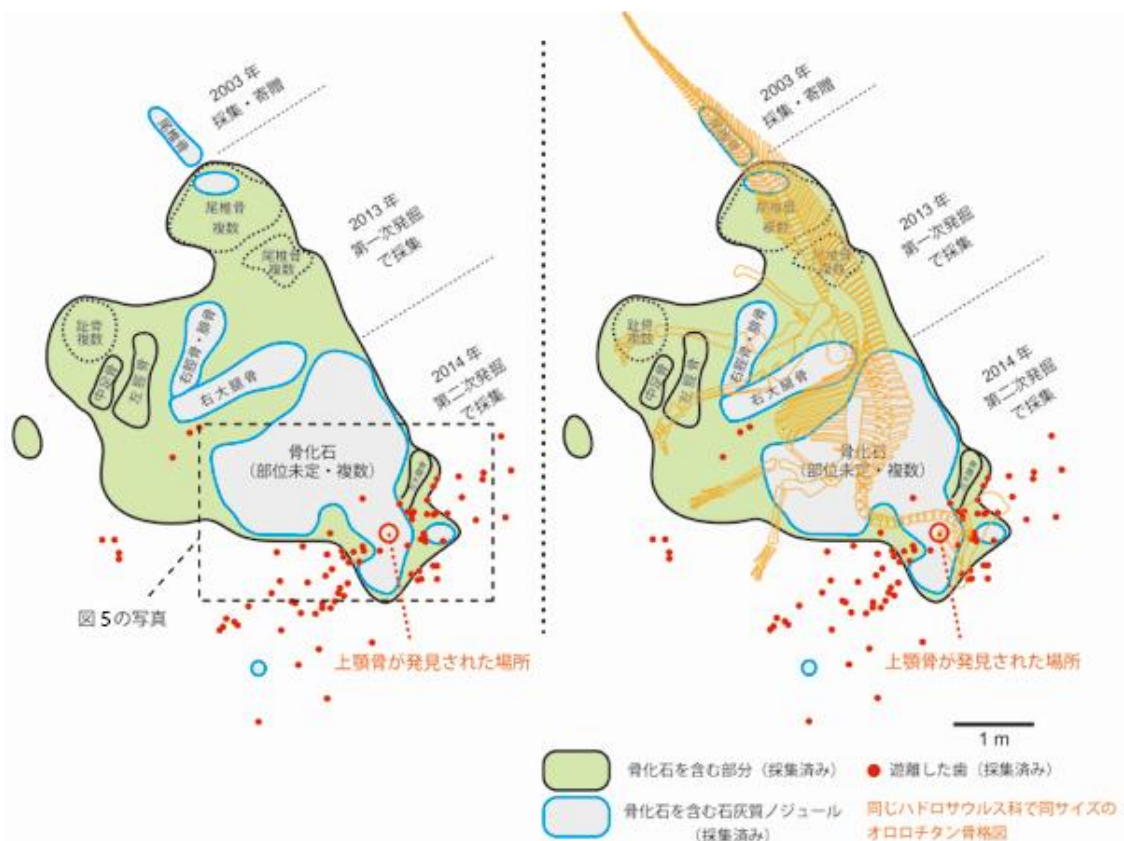 2003 年
採集・寄贈
尾椎骨
尾椎骨
複数
2013 年
第一次発掘
で採集
尾椎骨
複数
趾骨
複数
中足骨
左脛骨
右脛骨・腓骨
右大腿骨
2014 年
第二次発掘
で採集
骨化石
(部位未定・複数)
図 5の写真
上顎骨が発見された場所
2003 年
採集・寄贈
尾椎骨
尾椎骨
複数
2013 年
第一次発掘
で採集
尾椎骨
複数
趾骨
複数
中足骨
左脛骨
右脛骨・腓骨
右大腿骨
2014 年
第二次発掘
で採集
骨化石
(部位未定・複数)
上顎骨が発見された場所
1 m
骨化石を含む部分(採集済み)
遊離した歯(採集済み)
骨化石を含む石灰質ノジュール
(採集済み)
同じハドロサウルス科で同サイズの
オロロチタン骨格図